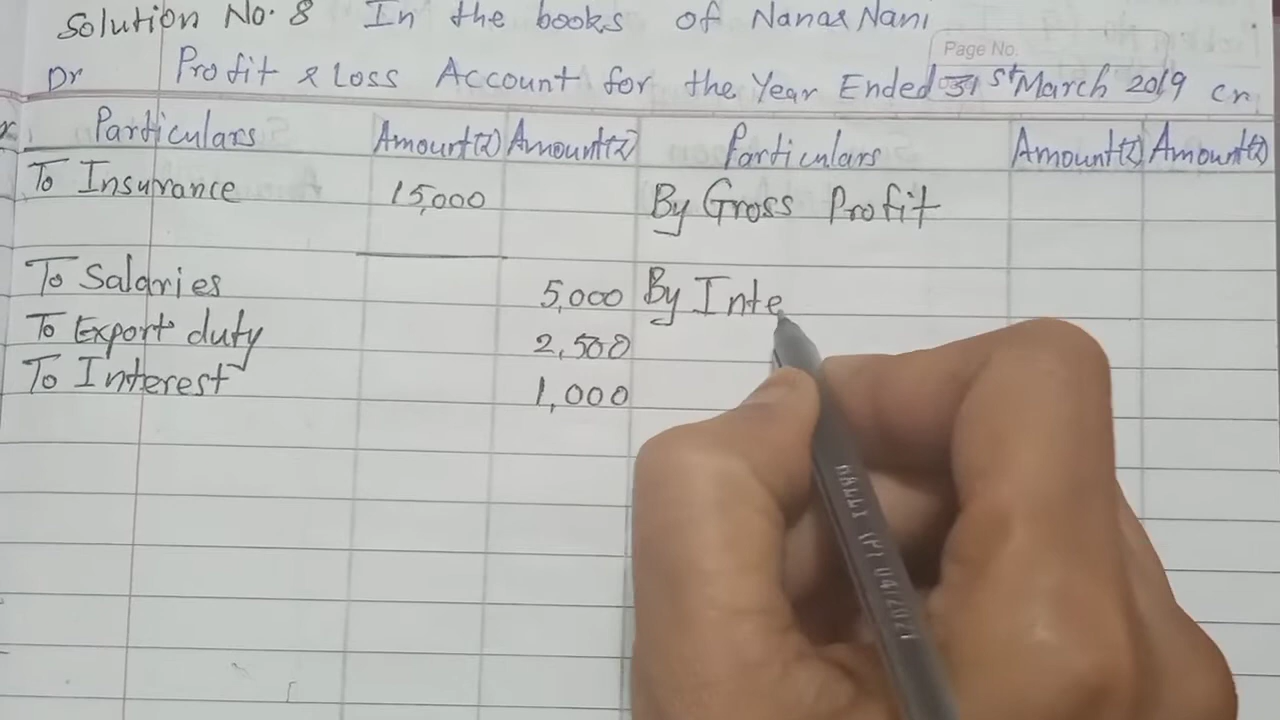 Solution No. 8 In the books of Nana & Nani
Page No.
Dr Profit & Loss Account for the Year Ended 31st March 2019 Cr
Particulars Amount(₹) Amount(₹) Particulars Amount(₹) Amount(₹)
To Insurance 15,000 By Gross Profit
To Salaries 5,000 By Inte
To Export duty 2,500
To Interest 1,000